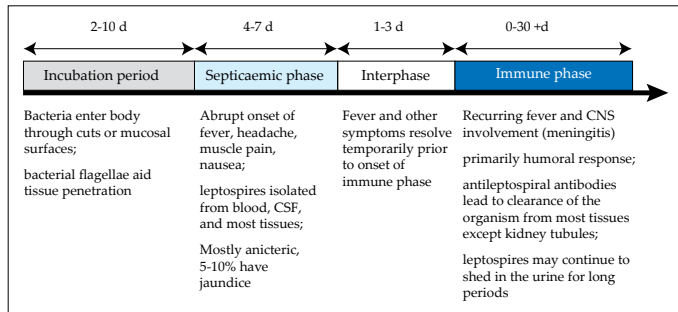 2-10 d
4-7 d
1-3 d
0-30 +d
Incubation period
Septicaemic phase
Interphase
Immune phase
Bacteria enter body
through cuts or mucosal
surfaces;
bacterial flagellae aid
tissue penetration
Abrupt onset of
fever, headache,
muscle pain,
nausea;
leptospires isolated
from blood, CSF,
and most tissues;
Mostly anicteric,
5-10% have
jaundice
Fever and other
symptoms resolve
temporarily prior
to onset of
immune phase
Recurring fever and CNS
involvement (meningitis)
primarily humoral response;
antileptospiral antibodies
lead to clearance of the
organism from most tissues
except kidney tubules;
leptospires may continue to
shed in the urine for long
periods